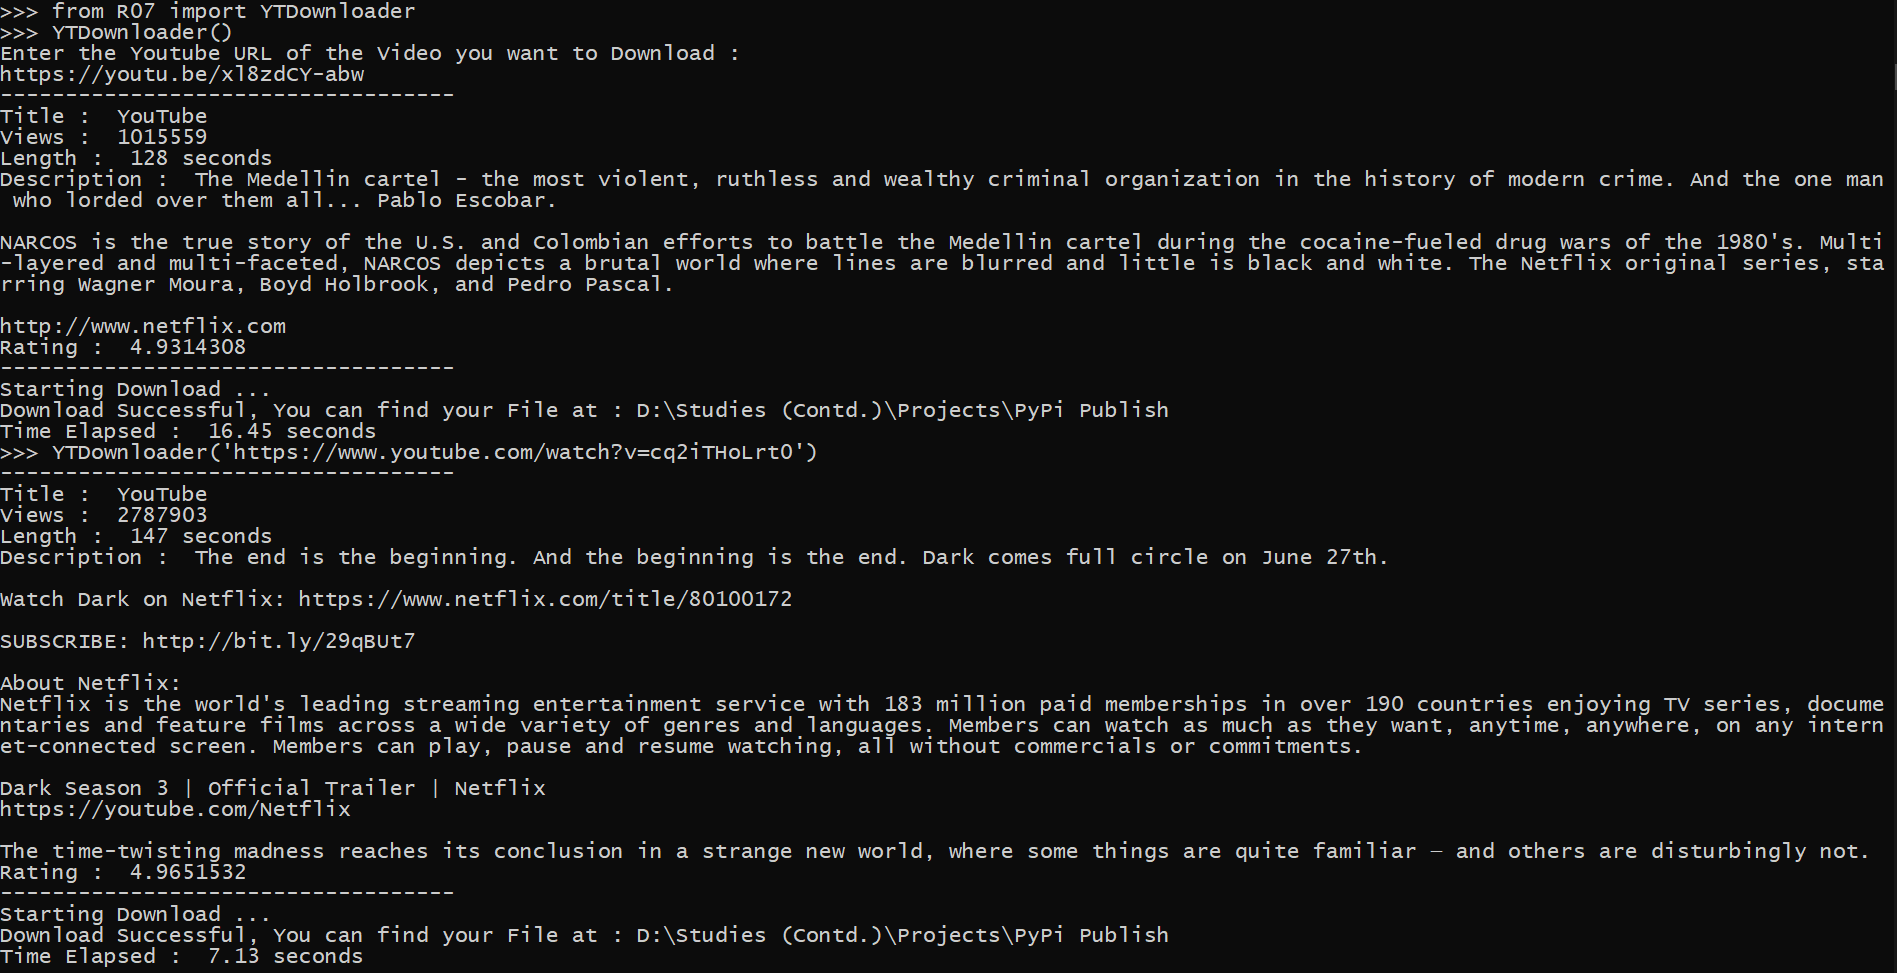 >>> from R07 import YTDownloader
>>> YTDownloader()
Enter the Youtube URL of the Video you want to Download :
https://youtu.be/xl8zdCY-abw
-----------------------------------
Title :  YouTube
Views :  1015559
Length :  128 seconds
Description :  The Medellin cartel - the most violent, ruthless and wealthy criminal organization in the history of modern crime. And the one man
 who lorded over them all... Pablo Escobar.

NARCOS is the true story of the U.S. and Colombian efforts to battle the Medellin cartel during the cocaine-fueled drug wars of the 1980's. Multi
-layered and multi-faceted, NARCOS depicts a brutal world where lines are blurred and little is black and white. The Netflix original series, sta
rring Wagner Moura, Boyd Holbrook, and Pedro Pascal.

http://www.netflix.com
Rating :  4.9314308
-----------------------------------
Starting Download ...
Download Successful, You can find your File at : D:\Studies (Contd.)\Projects\PyPi Publish
Time Elapsed :  16.45 seconds
>>> YTDownloader('https://www.youtube.com/watch?v=cq2iTHoLrt0')
-----------------------------------
Title :  YouTube
Views :  2787903
Length :  147 seconds
Description :  The end is the beginning. And the beginning is the end. Dark comes full circle on June 27th.

Watch Dark on Netflix: https://www.netflix.com/title/80100172

SUBSCRIBE: http://bit.ly/29qBUt7

About Netflix:
Netflix is the world's leading streaming entertainment service with 183 million paid memberships in over 190 countries enjoying TV series, docume
ntaries and feature films across a wide variety of genres and languages. Members can watch as much as they want, anytime, anywhere, on any intern
et-connected screen. Members can play, pause and resume watching, all without commercials or commitments.

Dark Season 3 | Official Trailer | Netflix
https://youtube.com/Netflix

The time-twisting madness reaches its conclusion in a strange new world, where some things are quite familiar — and others are disturbingly not.
Rating :  4.9651532
-----------------------------------
Starting Download ...
Download Successful, You can find your File at : D:\Studies (Contd.)\Projects\PyPi Publish
Time Elapsed :  7.13 seconds